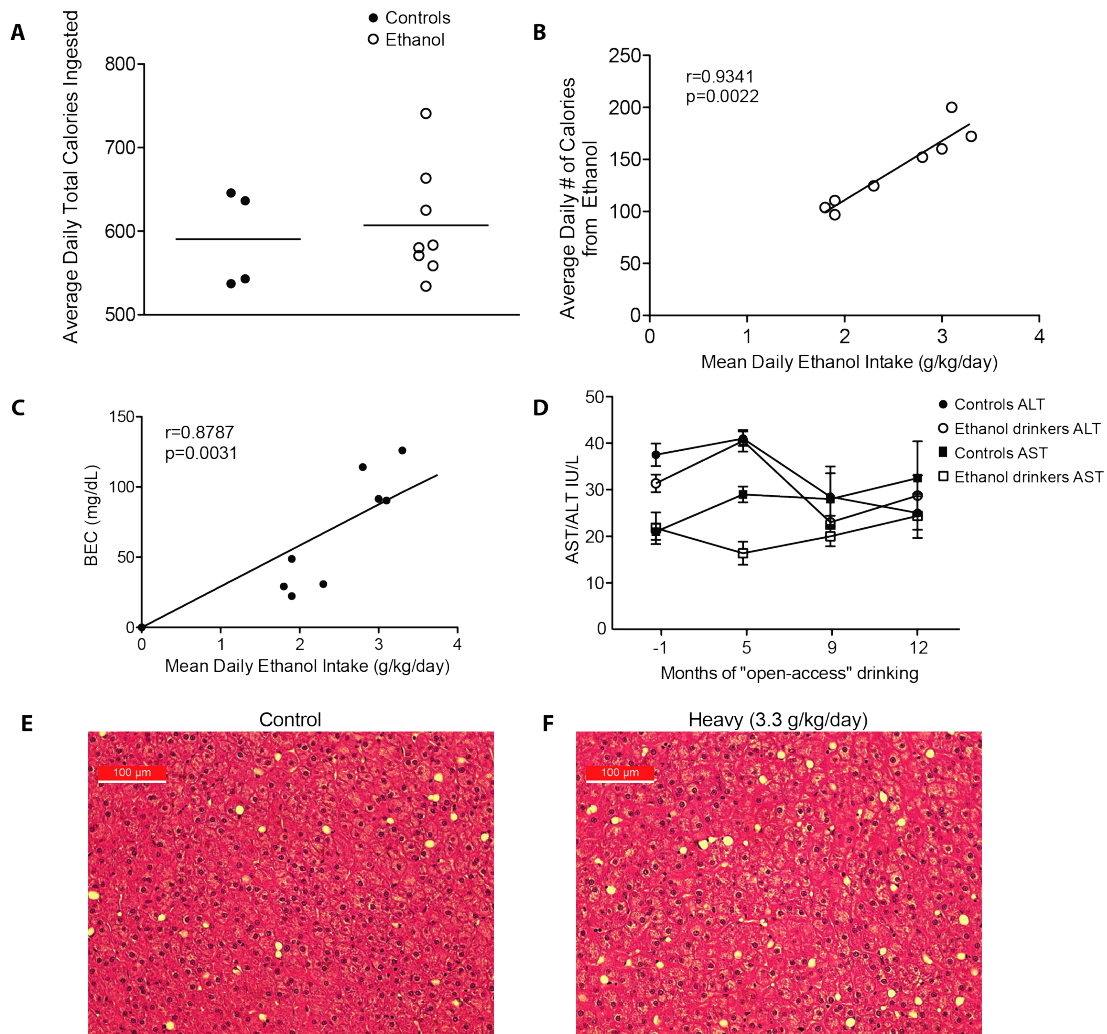 A
Controls
Ethanol
Average Daily Total Calories Ingested
800
700
600
500
B
r=0.9341
p=0.0022
Average Daily # of Calories
from Ethanol
250
200
150
100
50
0
0 1 2 3 4
Mean Daily Ethanol Intake (g/kg/day)
C
r=0.8787
p=0.0031
BEC (mg/dL)
150
100
50
0
0 1 2 3 4
Mean Daily Ethanol Intake (g/kg/day)
D
AST/ALT IU/L
50
40
30
20
10
0
-1 5 9 12
Months of "open-access" drinking
Controls ALT
Ethanol drinkers ALT
Controls AST
Ethanol drinkers AST
E
Control
100 µm
F
Heavy (3.3 g/kg/day)
100 µm